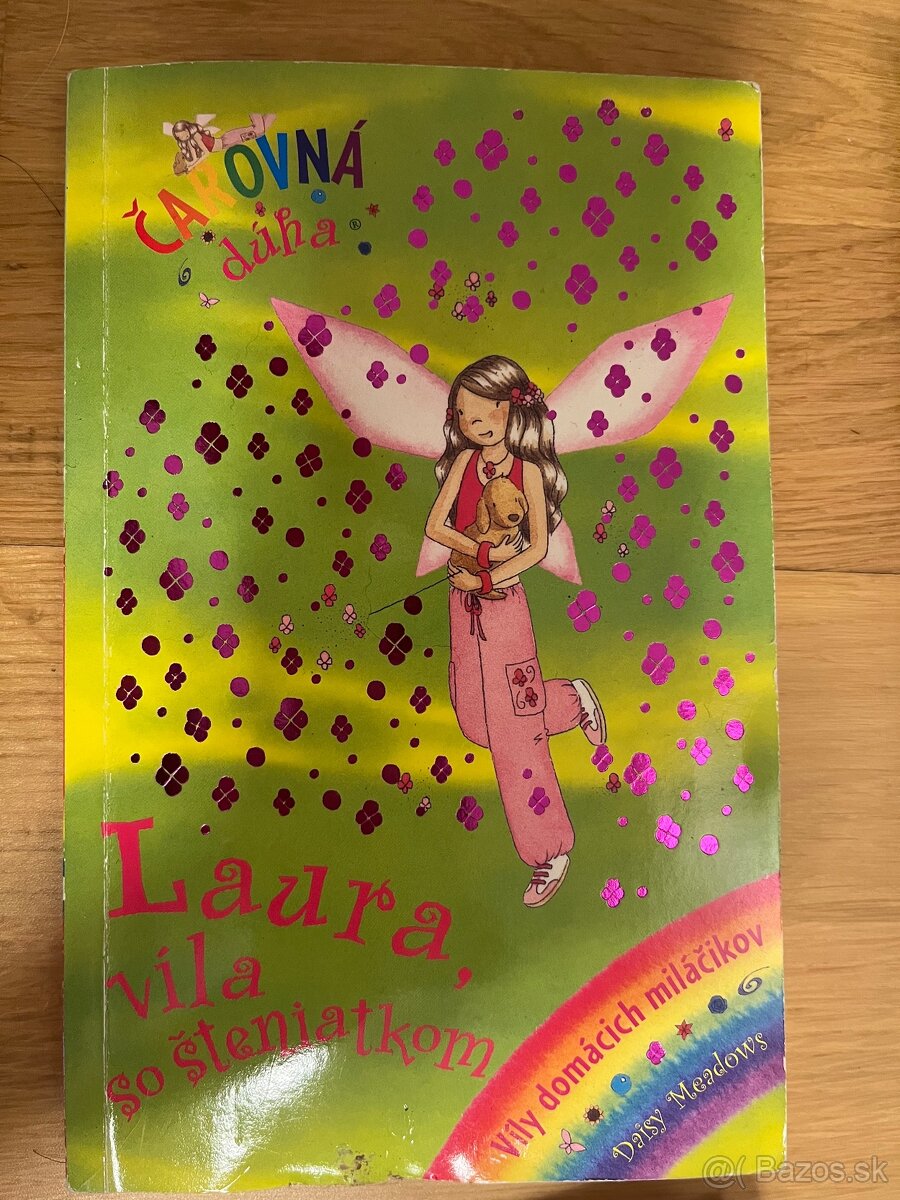 ČAROVNÁ
dúha®
Laura,
víla
so šteniatkom
Víly domácich miláčikov
Daisy Meadows
@( Bazos.sk